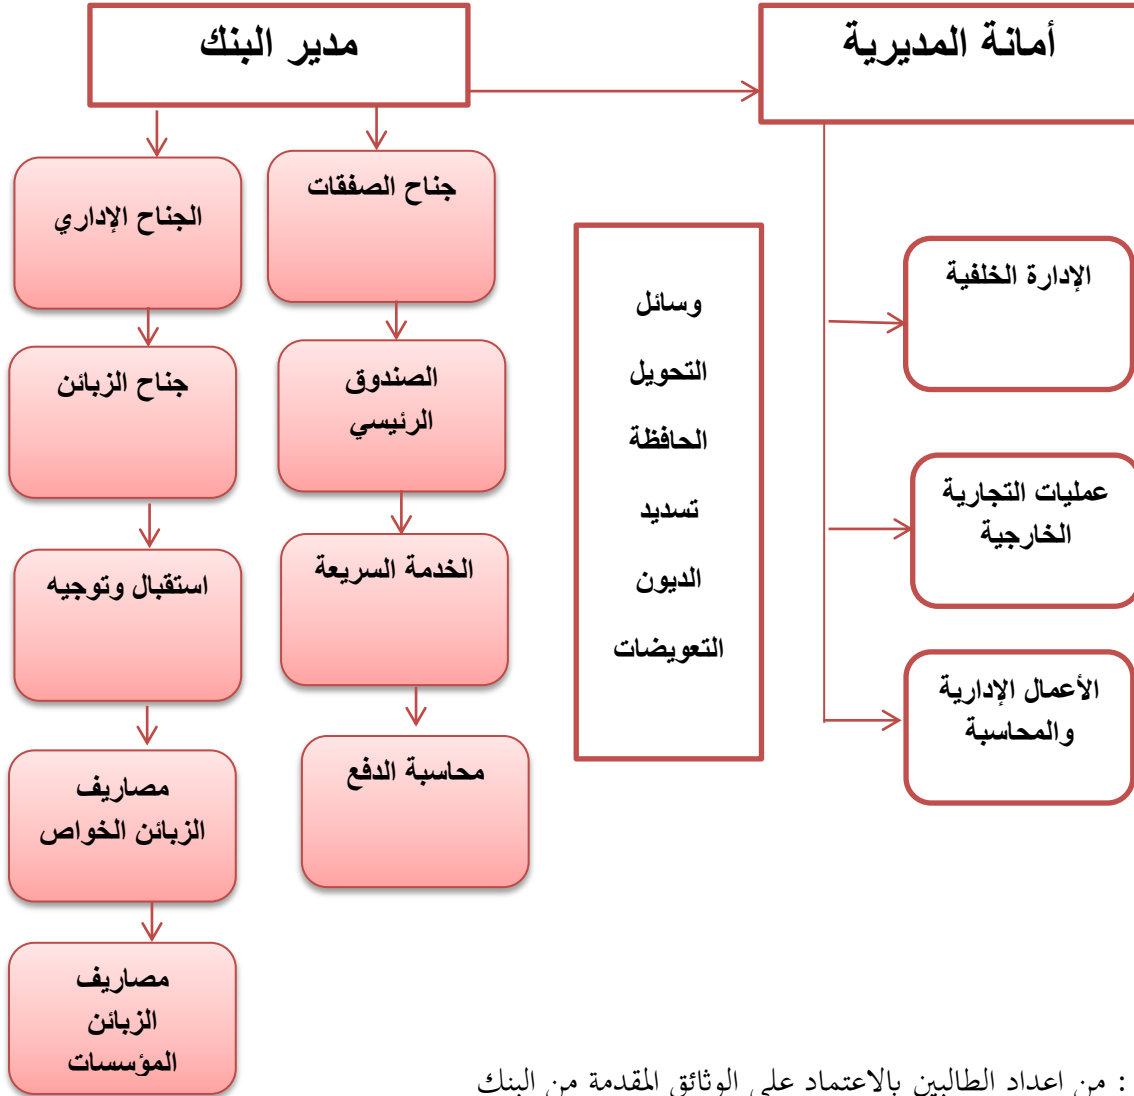 أمانة المديرية
مدير البنك
الجناح الإداري
جناح الصفقات
جناح الزبائن
الصندوق
الرئيسي
استقبال وتوجيه
الخدمة السريعة
مصاريف
الزبائن الخواص
محاسبة الدفع
مصاريف
الزبائن
المؤسسات
وسائل
التحويل
الحافظة
تسديد
الديون
التعويضات
الإدارة الخلفية
عمليات التجارية
الخارجية
الأعمال الإدارية
والمحاسبة
: من اعداد الطالبين بالاعتماد على الوثائق المقدمة من البنك